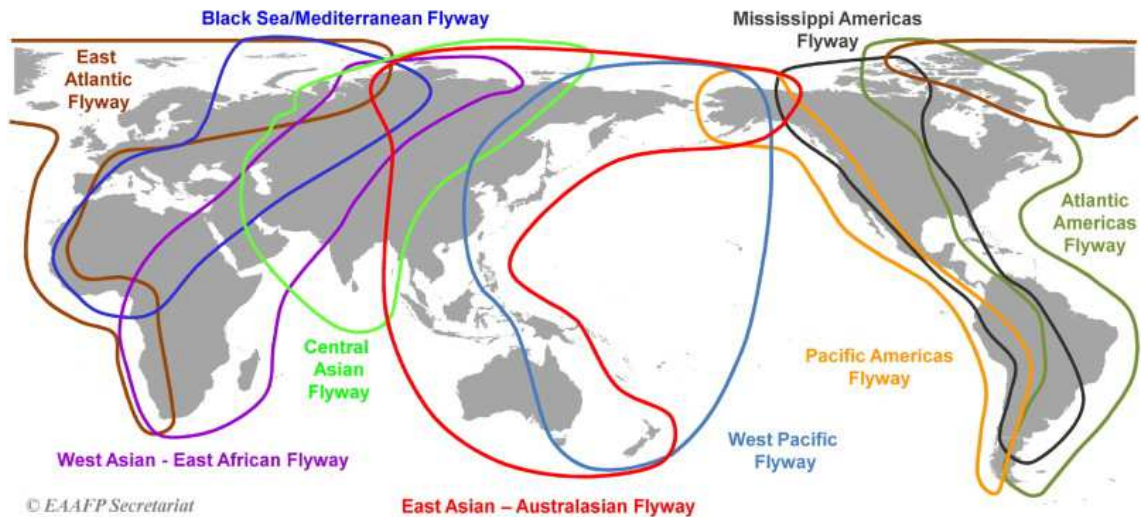 Black Sea/Mediterranean Flyway
Mississippi Americas
Flyway
East
Atlantic
Flyway
Atlantic
Americas
Flyway
Central
Asian
Flyway
Pacific Americas
Flyway
West Pacific
Flyway
West Asian - East African Flyway
East Asian – Australasian Flyway
© EAAFP Secretariat